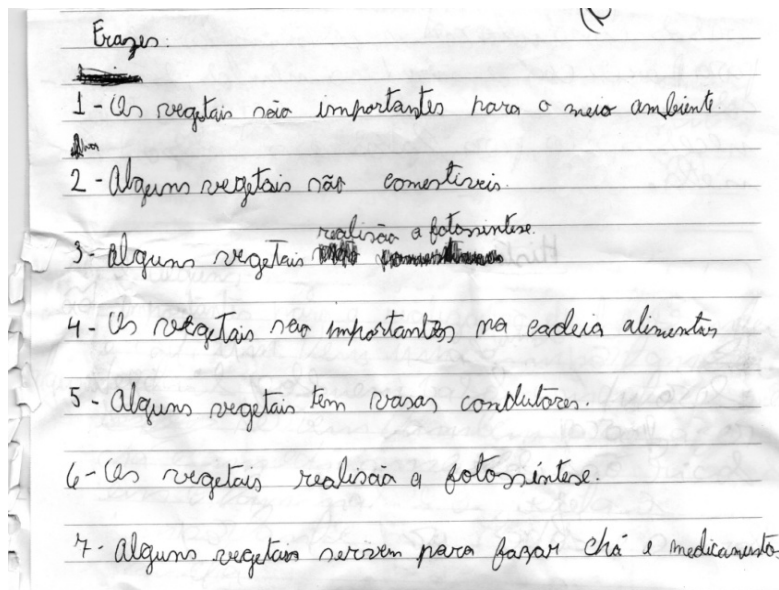 Frazes:
1 - Os vegetais são importantes para o meio ambiente.
2 - Alguns vegetais são comestiveis.
realisão a fotossintese.
3 - Alguns vegetais
4 - Os vegetais são importantes na cadeia alimentar
5 - Alguns vegetais tem vasos condutores.
6 - Os vegetais realisão a fotossíntese.
7 - Alguns vegetais servem para fazer chá e medicamentos